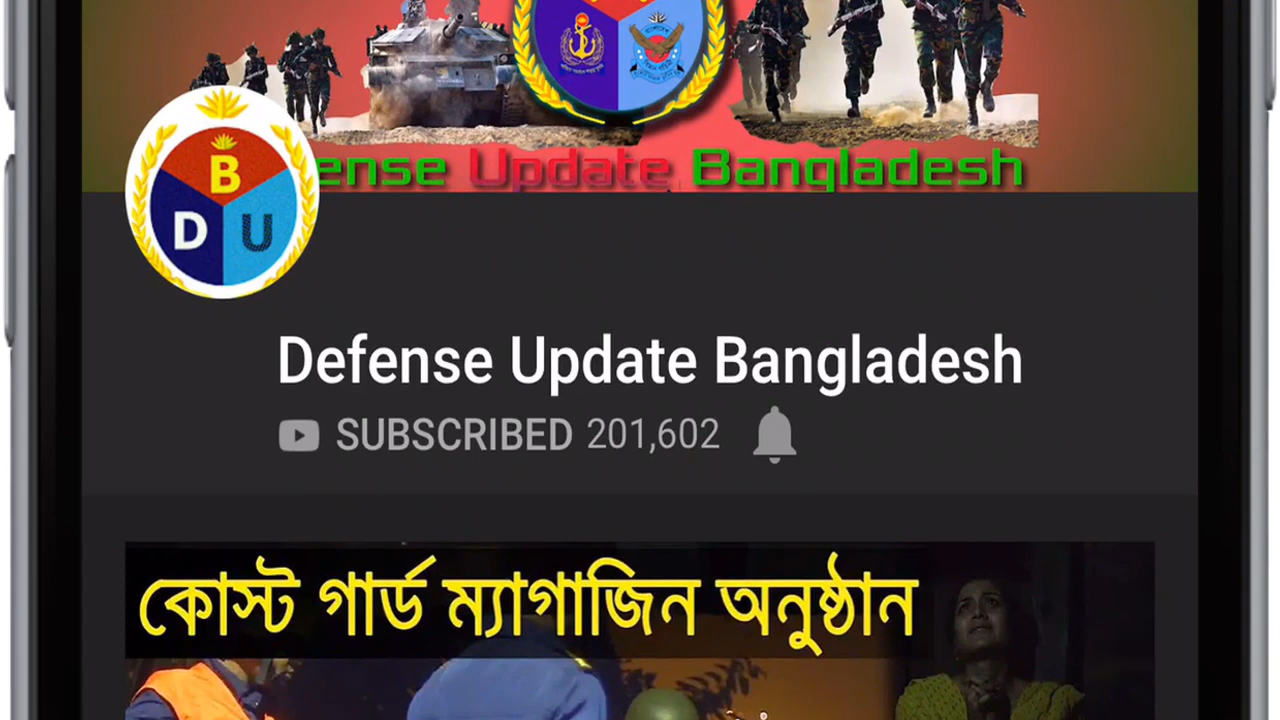 ense Update Bangladesh
B
D U
Defense Update Bangladesh
SUBSCRIBED 201,602
কোস্ট গার্ড ম্যাগাজিন অনুষ্ঠান